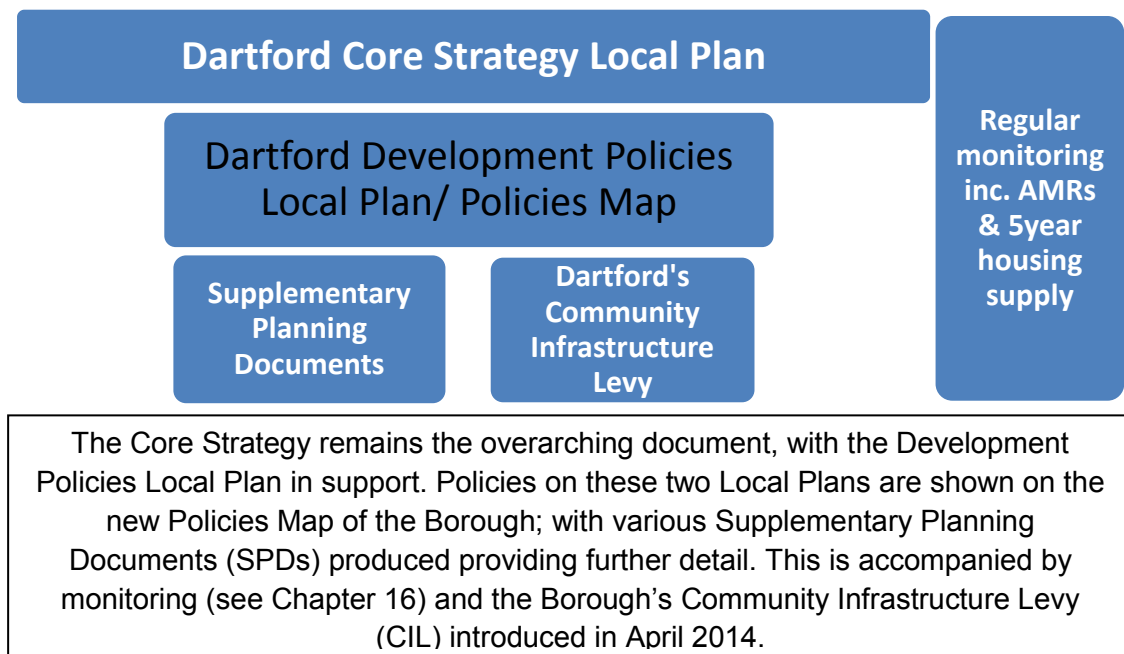 Dartford Core Strategy Local Plan
Dartford Development Policies
Local Plan/ Policies Map
Supplementary
Planning
Documents
Dartford's
Community
Infrastructure
Levy
Regular
monitoring
inc. AMRs
& 5year
housing
supply
The Core Strategy remains the overarching document, with the Development
Policies Local Plan in support. Policies on these two Local Plans are shown on the
new Policies Map of the Borough; with various Supplementary Planning
Documents (SPDs) produced providing further detail. This is accompanied by
monitoring (see Chapter 16) and the Borough's Community Infrastructure Levy
(CIL) introduced in April 2014.